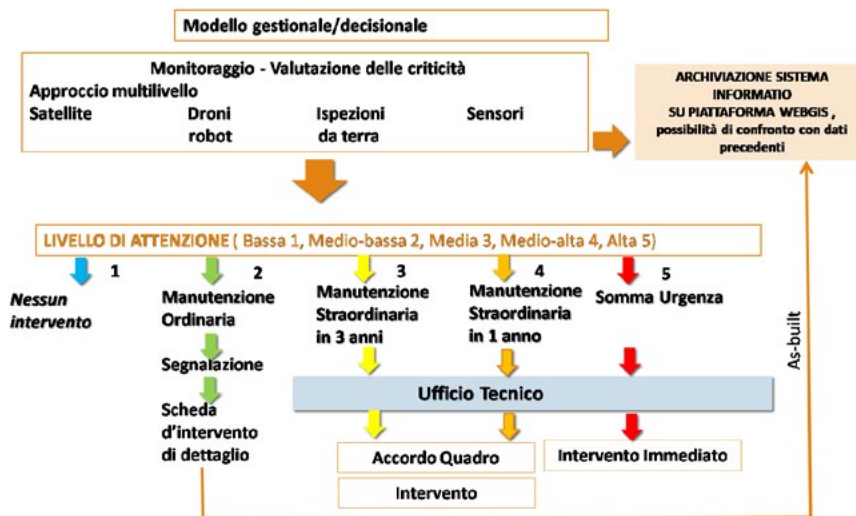 Modello gestionale/decisionale
Monitoraggio - Valutazione delle criticità
Approccio multilivello
Satellite
Droni
robot
Ispezioni
da terra
Sensori
ARCHIVIAZIONE SISTEMA
INFORMATIO
SU PIATTAFORMA WEBGIS ,
possibilità di confronto con dati
precedenti
LIVELLO DI ATTENZIONE ( Bassa 1, Medio-bassa 2, Media 3, Medio-alta 4, Alta 5)
1
Nessun
intervento
2
Manutenzione
Ordinaria
Segnalazione
Scheda
d'intervento
di dettaglio
3
Manutenzione
Straordinaria
in 3 anni
4
Manutenzione
Straordinaria
in 1 anno
5
Somma Urgenza
Ufficio Tecnico
Accordo Quadro
Intervento
Intervento Immediato
As-built